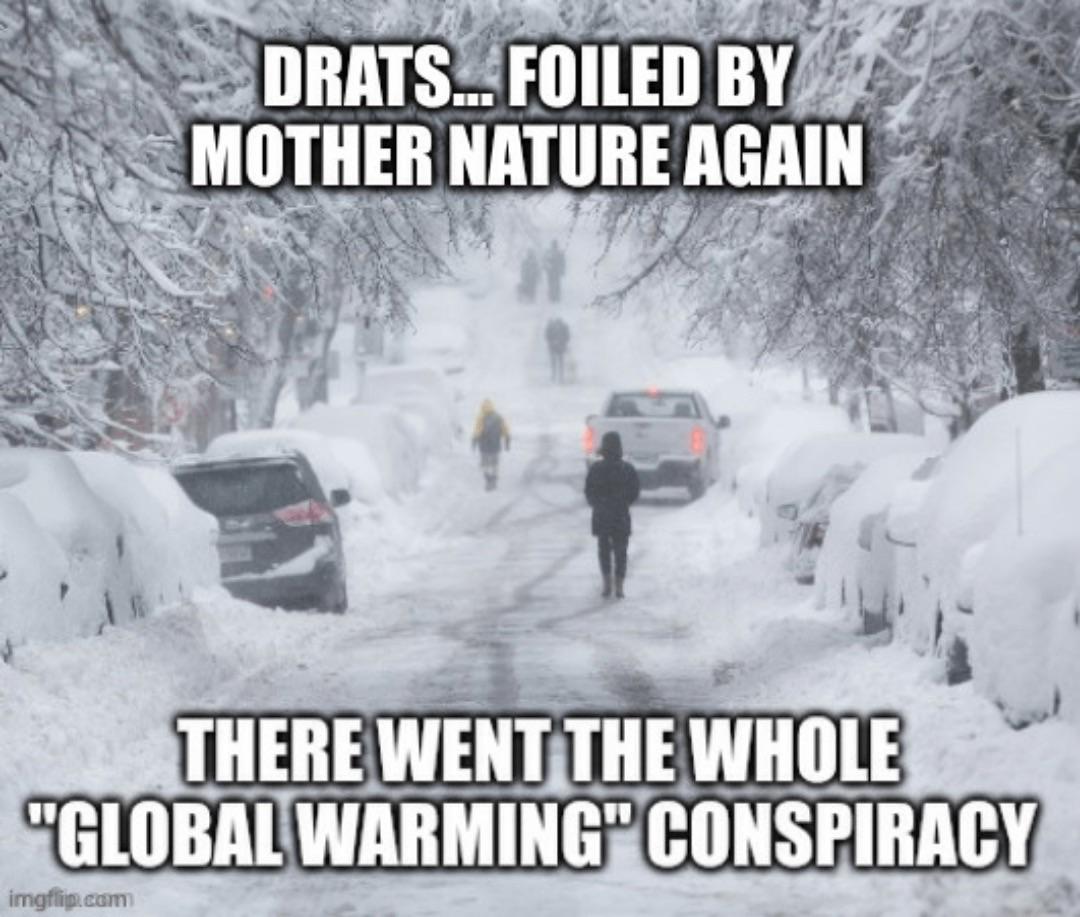 DRATS... FOILED BY
MOTHER NATURE AGAIN
THERE WENT THE WHOLE
"GLOBAL WARMING" CONSPIRACY
imgflip.com